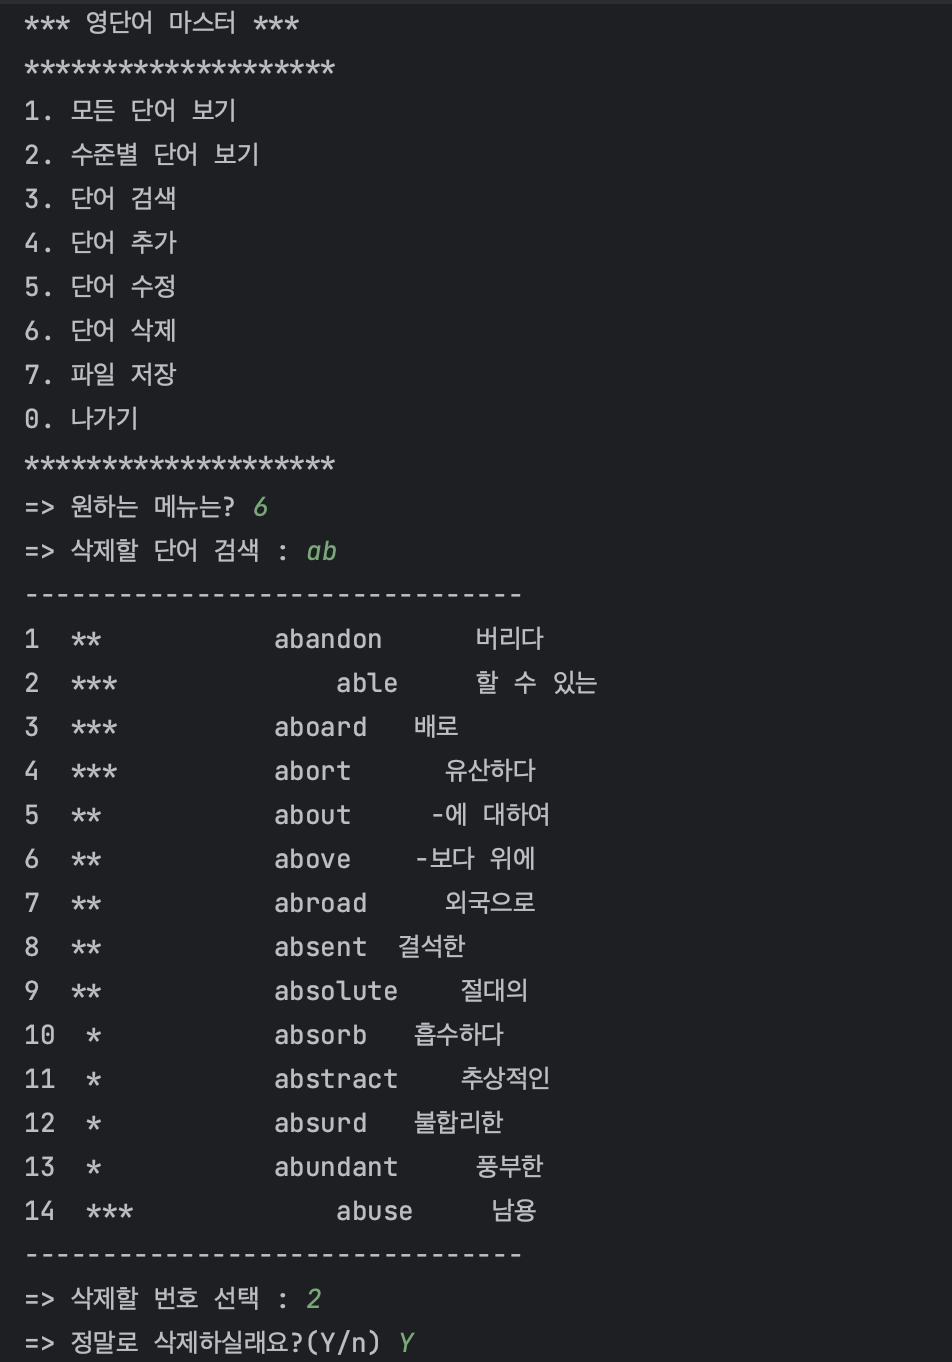 *** 영단어 마스터 ***
********************
1. 모든 단어 보기
2. 수준별 단어 보기
3. 단어 검색
4. 단어 추가
5. 단어 수정
6. 단어 삭제
7. 파일 저장
0. 나가기
********************
=> 원하는 메뉴는? 6
=> 삭제할 단어 검색 : ab
--------------------------------
1  **           abandon      버리다
2  ***              able     할 수 있는
3  ***          aboard   배로
4  ***          abort      유산하다
5  **           about     -에 대하여
6  **           above    -보다 위에
7  **           abroad     외국으로
8  **           absent  결석한
9  **           absolute    절대의
10  *           absorb   흡수하다
11  *           abstract    추상적인
12  *           absurd   불합리한
13  *           abundant     풍부한
14  ***             abuse     남용
--------------------------------
=> 삭제할 번호 선택 : 2
=> 정말로 삭제하실래요?(Y/n) Y